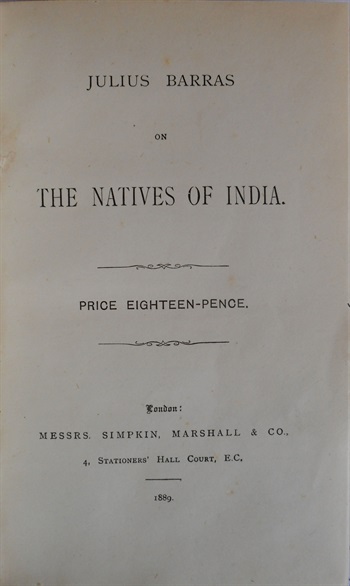 JULIUS BARRAS
ON
THE NATIVES OF INDIA.
PRICE EIGHTEEN-PENCE.
London:
MESSRS. SIMPKIN, MARSHALL & CO.,
4, STATIONERS' HALL COURT, E.C,
1889.